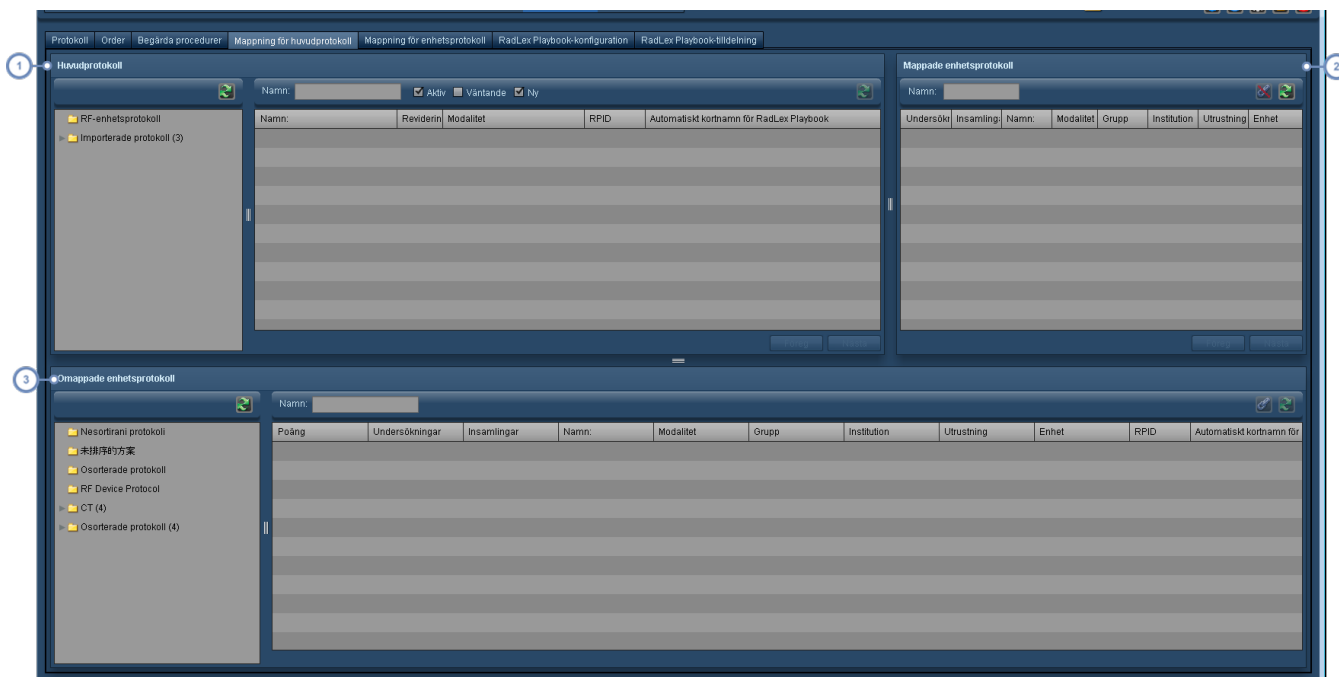 Protokoll Order Begärda procedurer Mappning för huvudprotokoll Mappning för enhetsprotokoll RadLex Playbook-konfiguration RadLex Playbook-tilldelning
1
Huvudprotokoll
Namn: Aktiv Väntande Ny
RF-enhetsprotokoll
Importerade protokoll (3)
Namn: Reviderin Modalitet RPID Automatiskt kortnamn för RadLex Playbook
2
Mappade enhetsprotokoll
Namn:
Undersökr Insamling: Namn: Modalitet Grupp Institution Utrustning Enhet
3
Omappade enhetsprotokoll
Namn:
Nesortirani protokoli
未排序的方案
Osorterade protokoll
RF Device Protocol
CT (4)
Osorterade protokoll (4)
Poäng Undersökningar Insamlingar Namn: Modalitet Grupp Institution Utrustning Enhet RPID Automatiskt kortnamn för